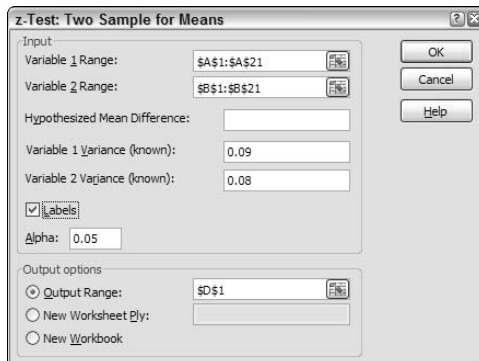 z-Test: Two Sample for Means
Input
Variable 1 Range: $A$1:$A$21
Variable 2 Range: $B$1:$B$21
Hypothesized Mean Difference:
Variable 1 Variance (known): 0.09
Variable 2 Variance (known): 0.08
Labels
Alpha: 0.05
Output options
Output Range: $D$1
New Worksheet Ply:
New Workbook
OK
Cancel
Help